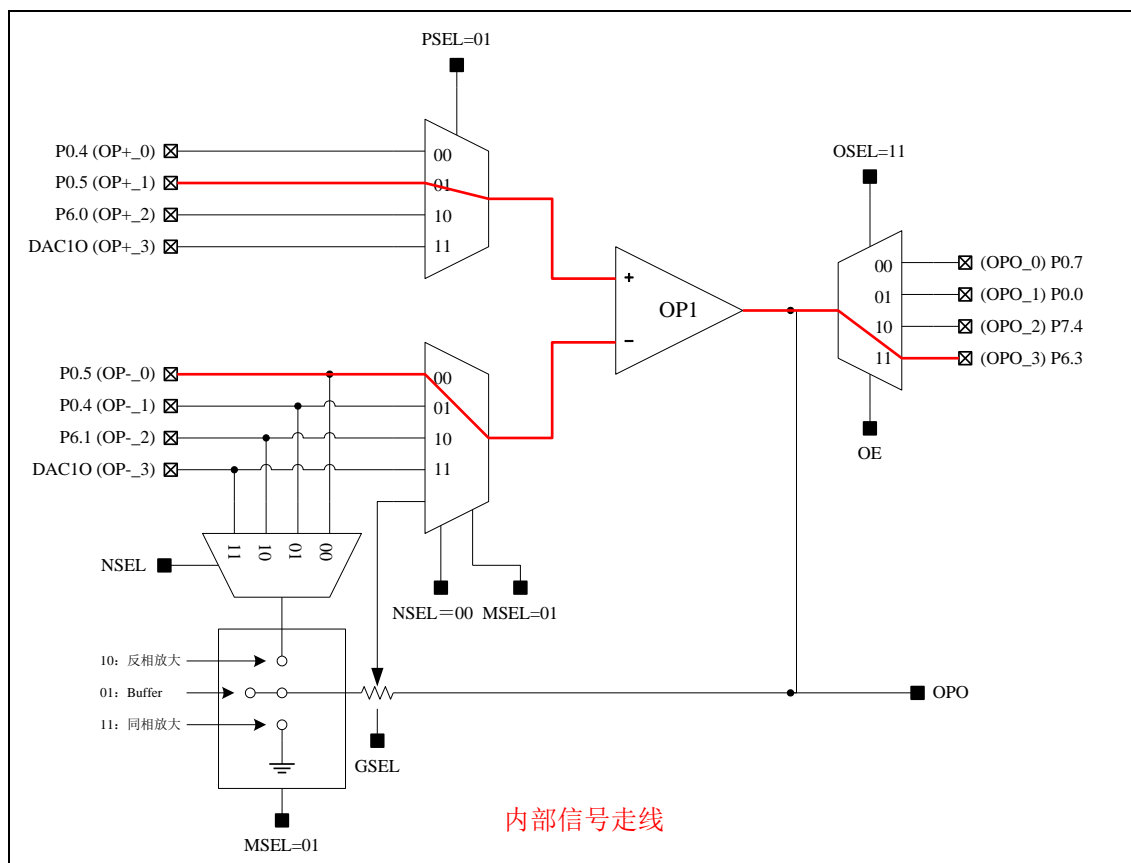 PSEL=01
P0.4 (OP+_0)
P0.5 (OP+_1)
P6.0 (OP+_2)
DAC1O (OP+_3)
00
01
10
11
OSEL=11
00
01
10
11
(OPO_0) P0.7
(OPO_1) P0.0
(OPO_2) P7.4
(OPO_3) P6.3
OE
+
OP1
−
P0.5 (OP-_0)
P0.4 (OP-_1)
P6.1 (OP-_2)
DAC1O (OP-_3)
00
01
10
11
11
10
01
00
NSEL
NSEL＝00
MSEL=01
10：反相放大
01：Buffer
11：同相放大
GSEL
OPO
MSEL=01
内部信号走线